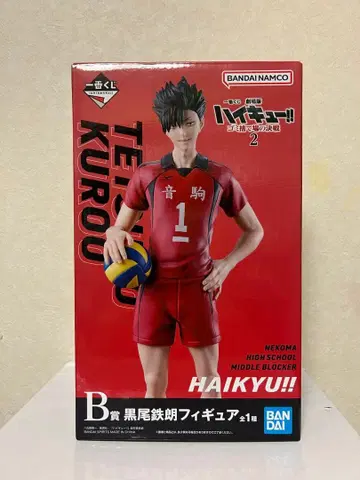 一番くじ
BANDAI NAMCO
一番くじ 劇場版
ハイキュー!!
ゴミ捨て場の決戦
2
TETSURO
KUROO
音駒
1
NEKOMA
HIGH SCHOOL
MIDDLE BLOCKER
HAIKYU!!
B賞 黒尾鉄朗フィギュア 全1種
BANDAI